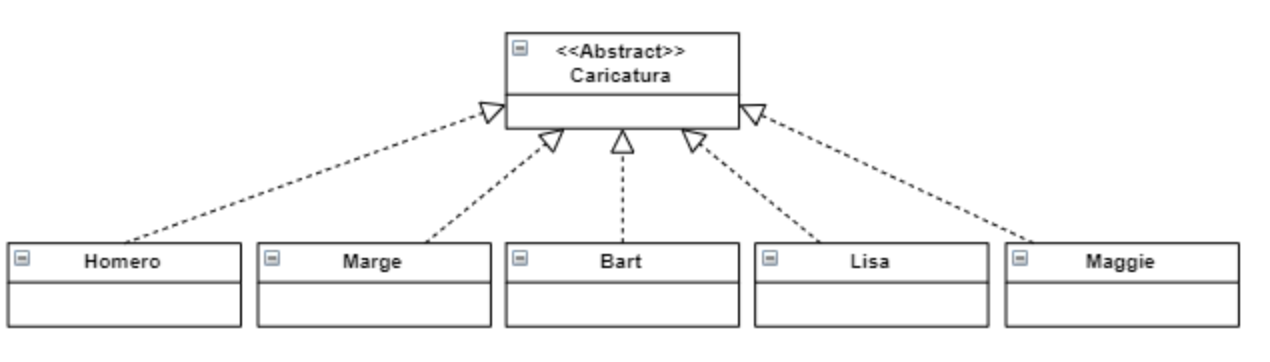 <<Abstract>>
Caricatura
Homero
Marge
Bart
Lisa
Maggie